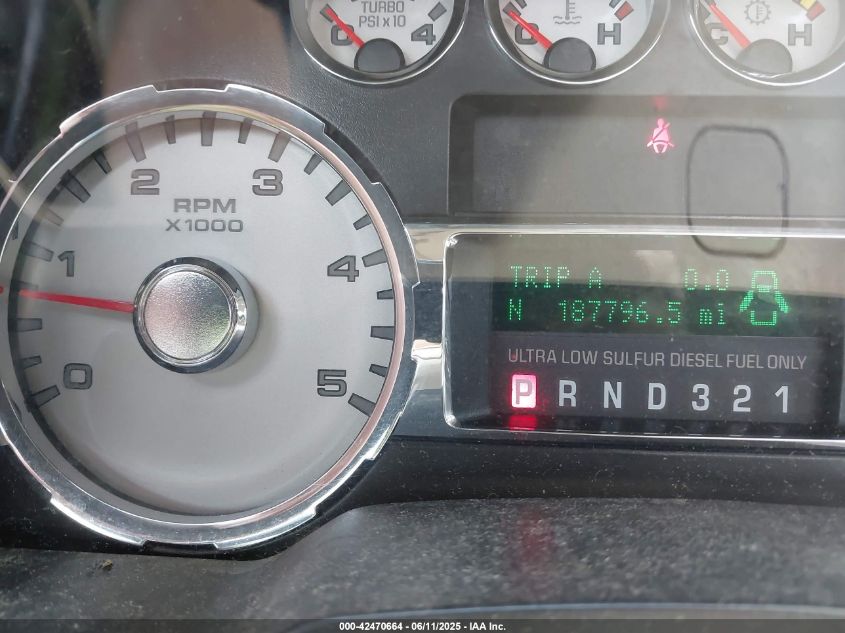 TURBO
PSI x 10
0 4
C H
C H
2 3
RPM
X1000
1 4
0 5
TRIP A 0.0
N 187796.5 mi
ULTRA LOW SULFUR DIESEL FUEL ONLY
P R N D 3 2 1
000-42470664 - 06/11/2025 - IAA Inc.